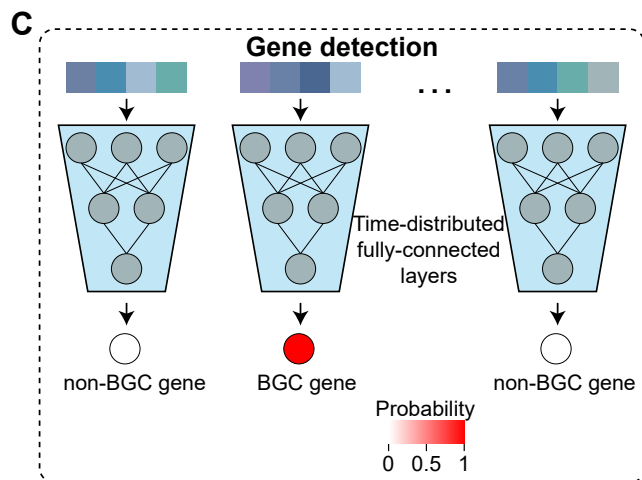 C
Gene detection
...
Time-distributed
fully-connected
layers
non-BGC gene
BGC gene
non-BGC gene
Probability
0 0.5 1